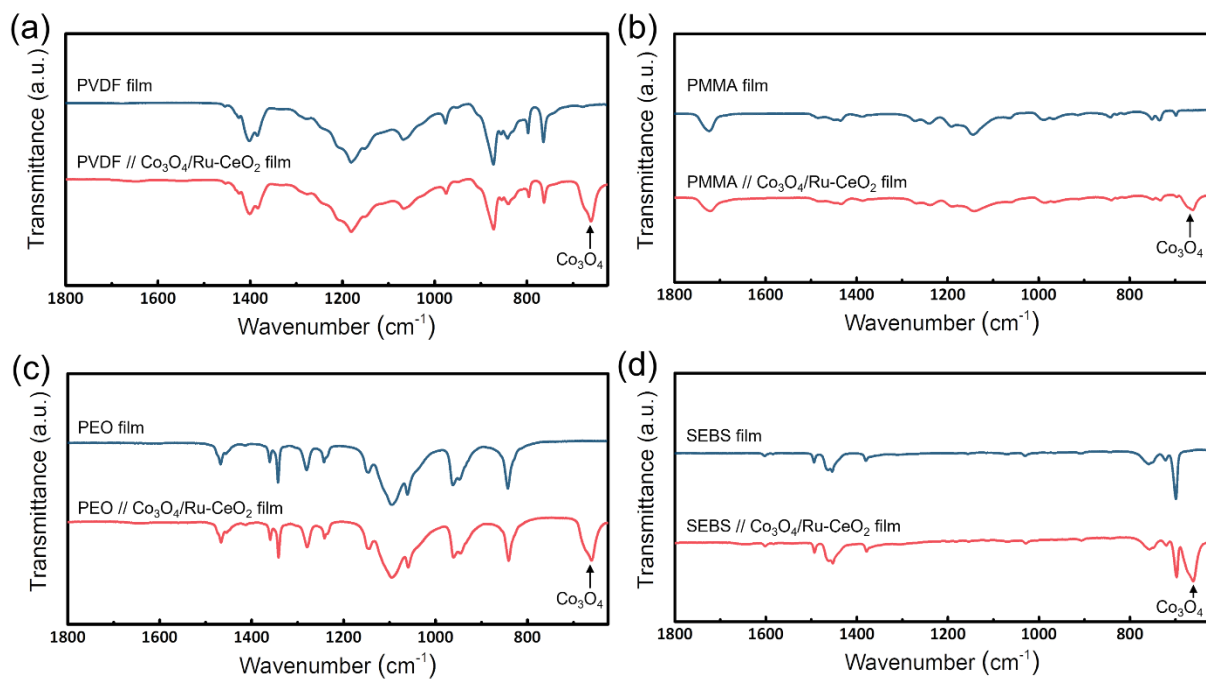 (a)
Transmittance (a.u.)
PVDF film
PVDF // Co₃O₄/Ru-CeO₂ film
Co₃O₄
1800 1600 1400 1200 1000 800
Wavenumber (cm⁻¹)
(b)
Transmittance (a.u.)
PMMA film
PMMA // Co₃O₄/Ru-CeO₂ film
Co₃O₄
1800 1600 1400 1200 1000 800
Wavenumber (cm⁻¹)
(c)
Transmittance (a.u.)
PEO film
PEO // Co₃O₄/Ru-CeO₂ film
Co₃O₄
1800 1600 1400 1200 1000 800
Wavenumber (cm⁻¹)
(d)
Transmittance (a.u.)
SEBS film
SEBS // Co₃O₄/Ru-CeO₂ film
Co₃O₄
1800 1600 1400 1200 1000 800
Wavenumber (cm⁻¹)